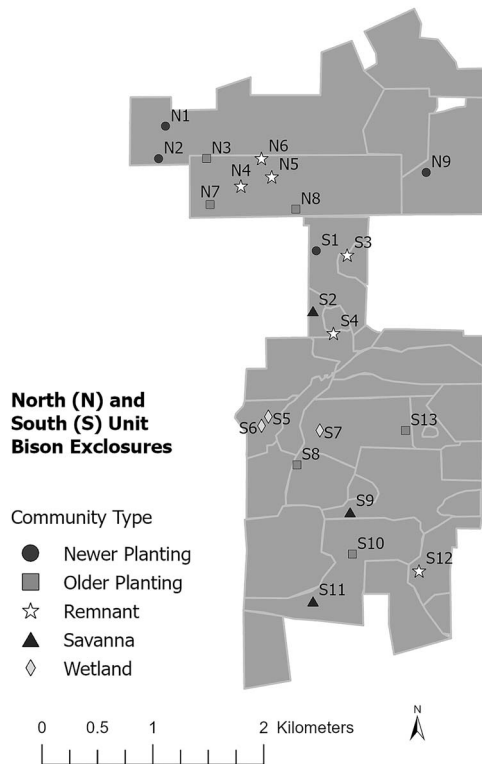 N1
N2
N3
N6
N4
N5
N9
N7
N8
S1
S3
S2
S4
North (N) and
South (S) Unit
Bison Exclosures
S5
S6
S7
S13
S8
S9
S10
S12
S11
Community Type
Newer Planting
Older Planting
Remnant
Savanna
Wetland
N
0 0.5 1 2 Kilometers